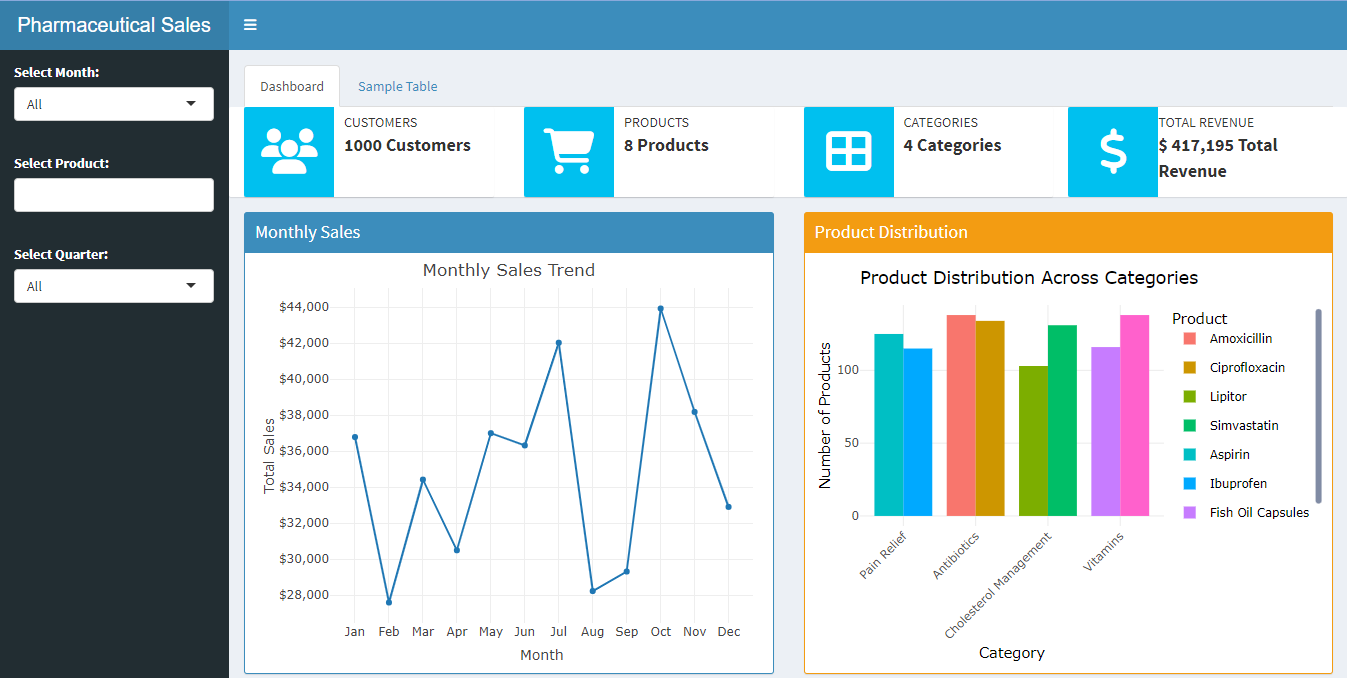 Pharmaceutical Sales
Select Month:
All
Select Product:
Select Quarter:
All
Dashboard
Sample Table
CUSTOMERS
1000 Customers
PRODUCTS
8 Products
CATEGORIES
4 Categories
TOTAL REVENUE
$ 417,195 Total
Revenue
Monthly Sales
Monthly Sales Trend
Total Sales
$44,000
$42,000
$40,000
$38,000
$36,000
$34,000
$32,000
$30,000
$28,000
Jan Feb Mar Apr May Jun Jul Aug Sep Oct Nov Dec
Month
Product Distribution
Product Distribution Across Categories
Number of Products
100
50
0
Pain Relief
Antibiotics
Cholesterol Management
Vitamins
Category
Product
Amoxicillin
Ciprofloxacin
Lipitor
Simvastatin
Aspirin
Ibuprofen
Fish Oil Capsules